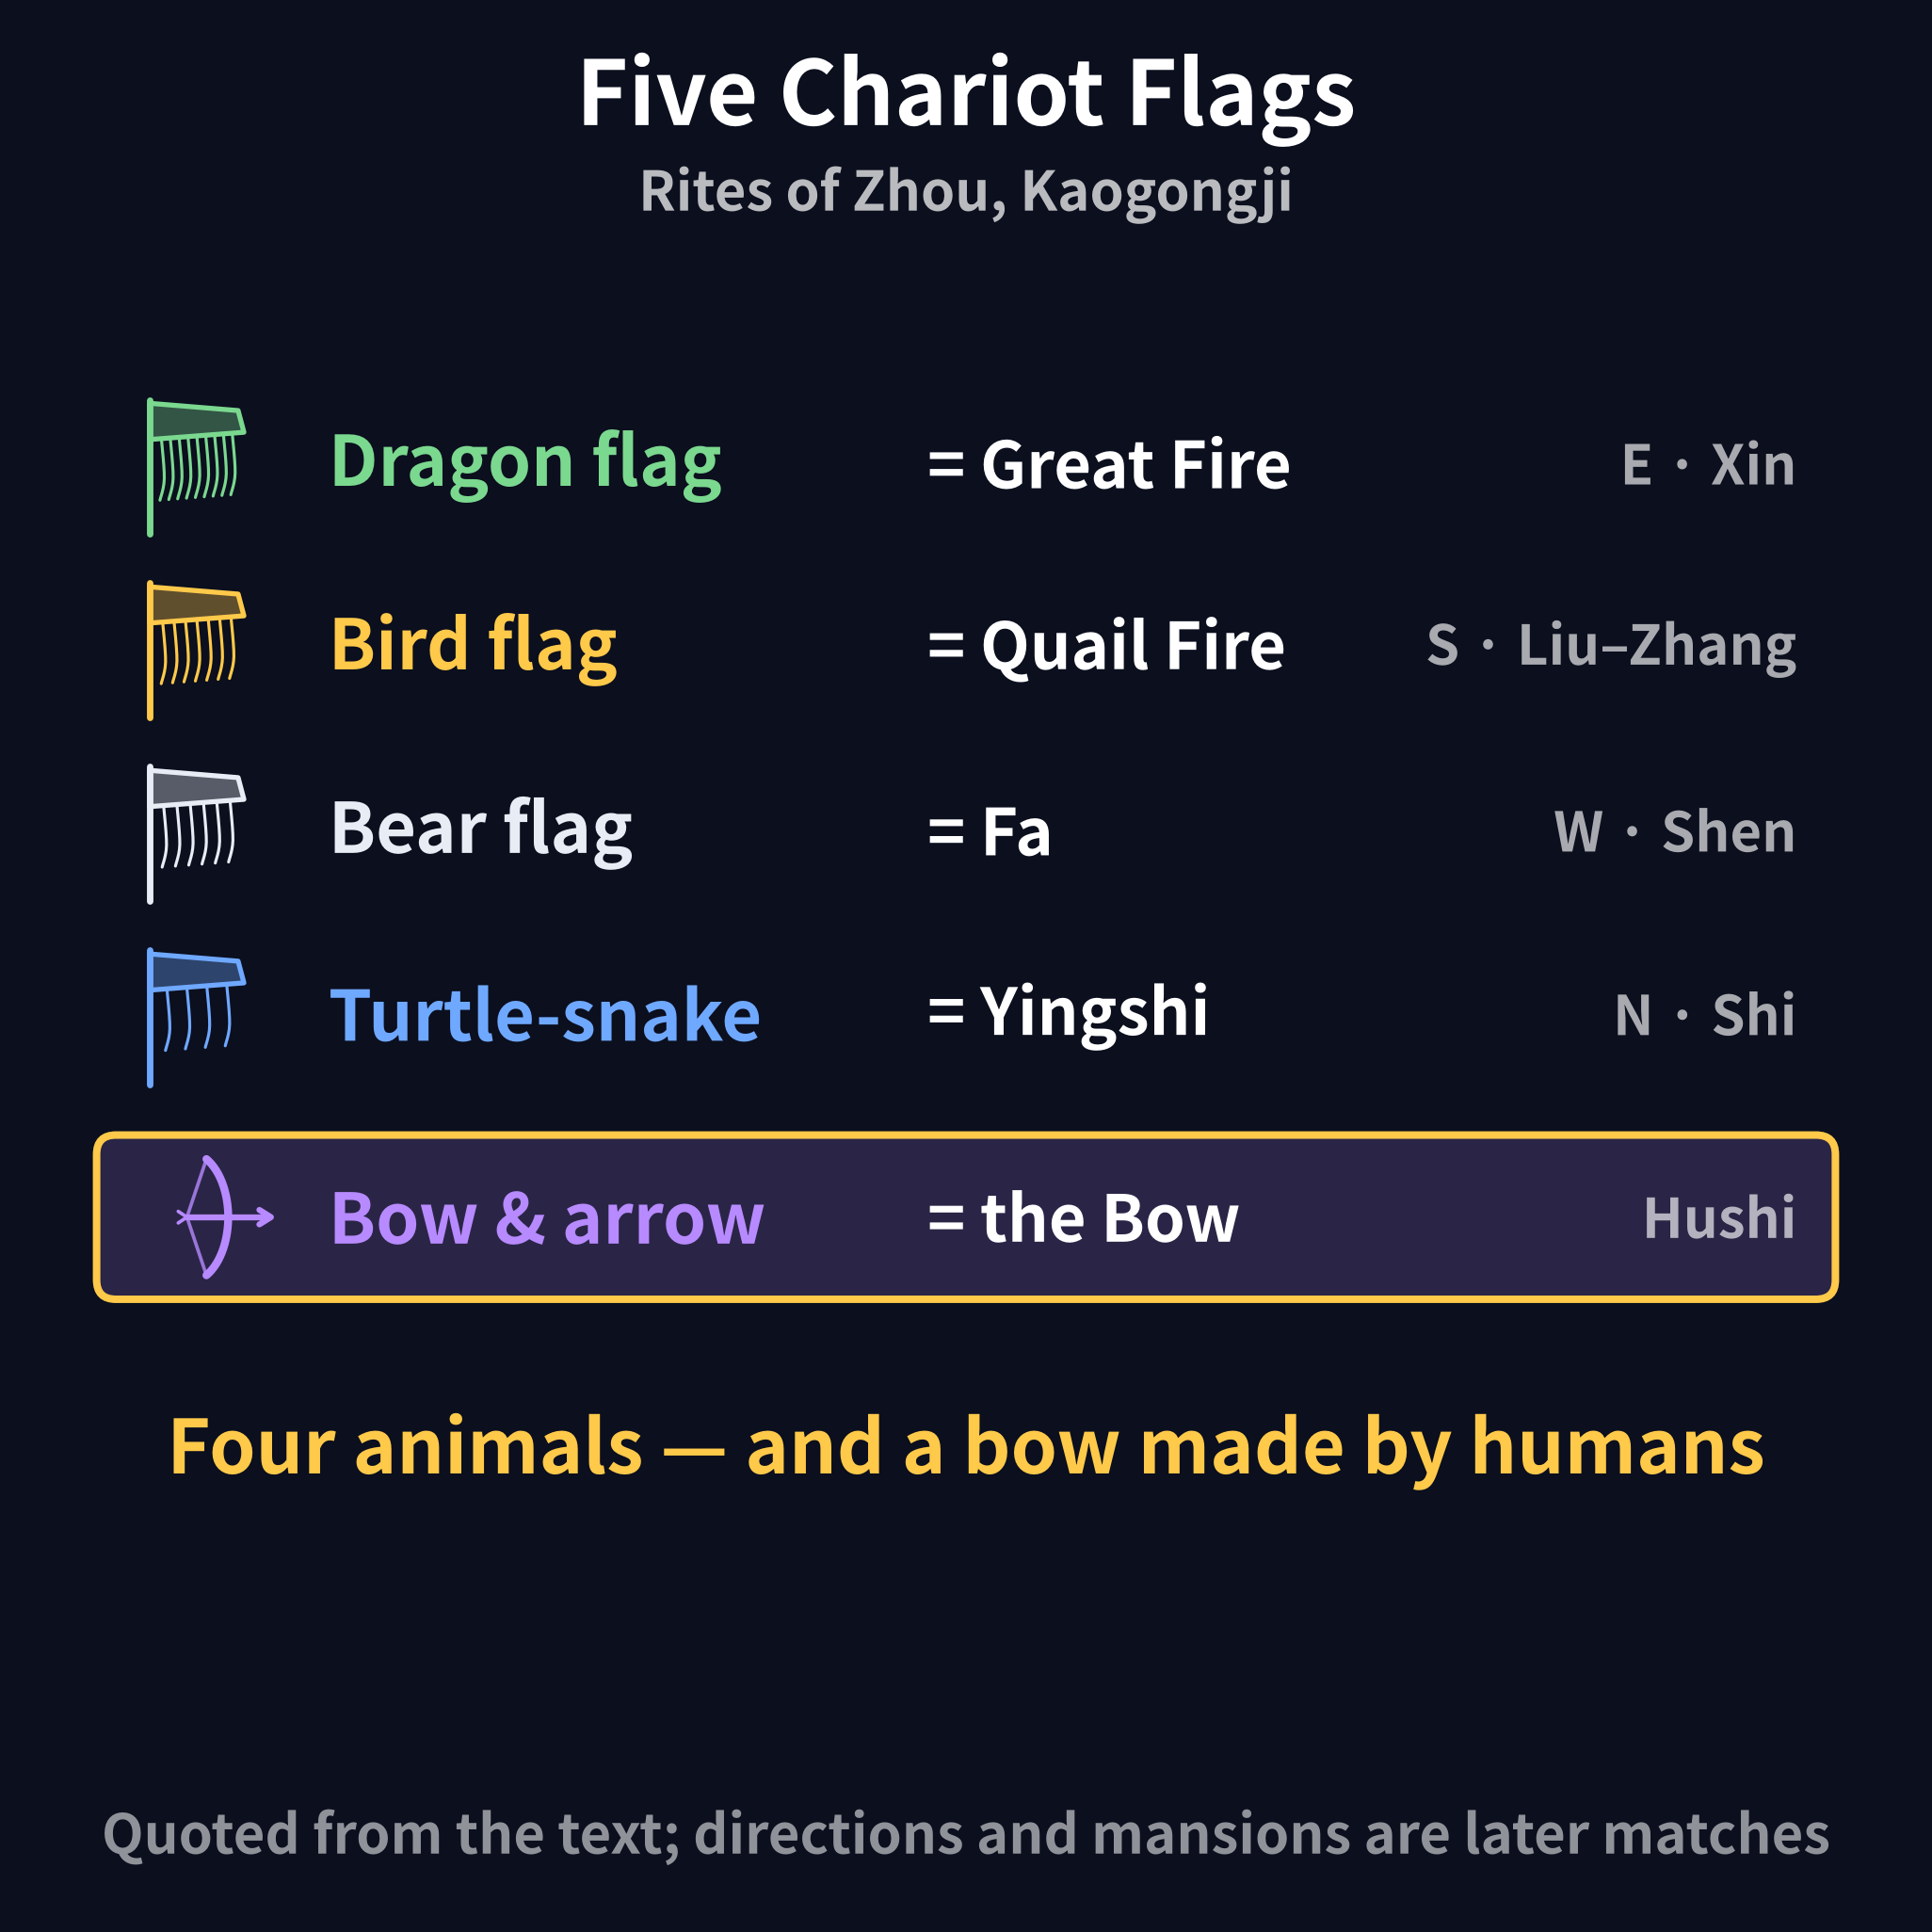 Five Chariot Flags
Rites of Zhou, Kaogongji
Dragon flag = Great Fire E · Xin
Bird flag = Quail Fire S · Liu–Zhang
Bear flag = Fa W · Shen
Turtle-snake = Yingshi N · Shi
Bow & arrow = the Bow Hushi
Four animals — and a bow made by humans
Quoted from the text; directions and mansions are later matches